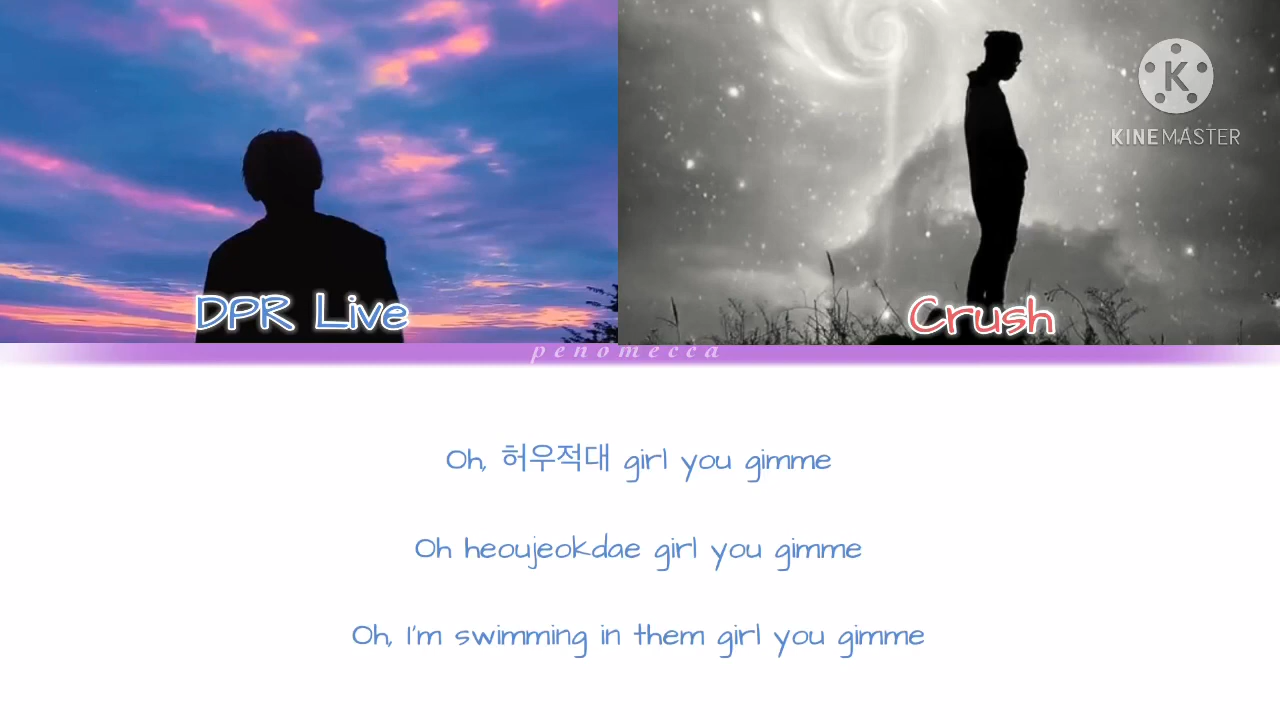 K
KINEMASTER
DPR Live
Crush
penomecca
Oh, 허우적대 girl you gimme
Oh heoujeokdae girl you gimme
Oh, I'm swimming in them girl you gimme